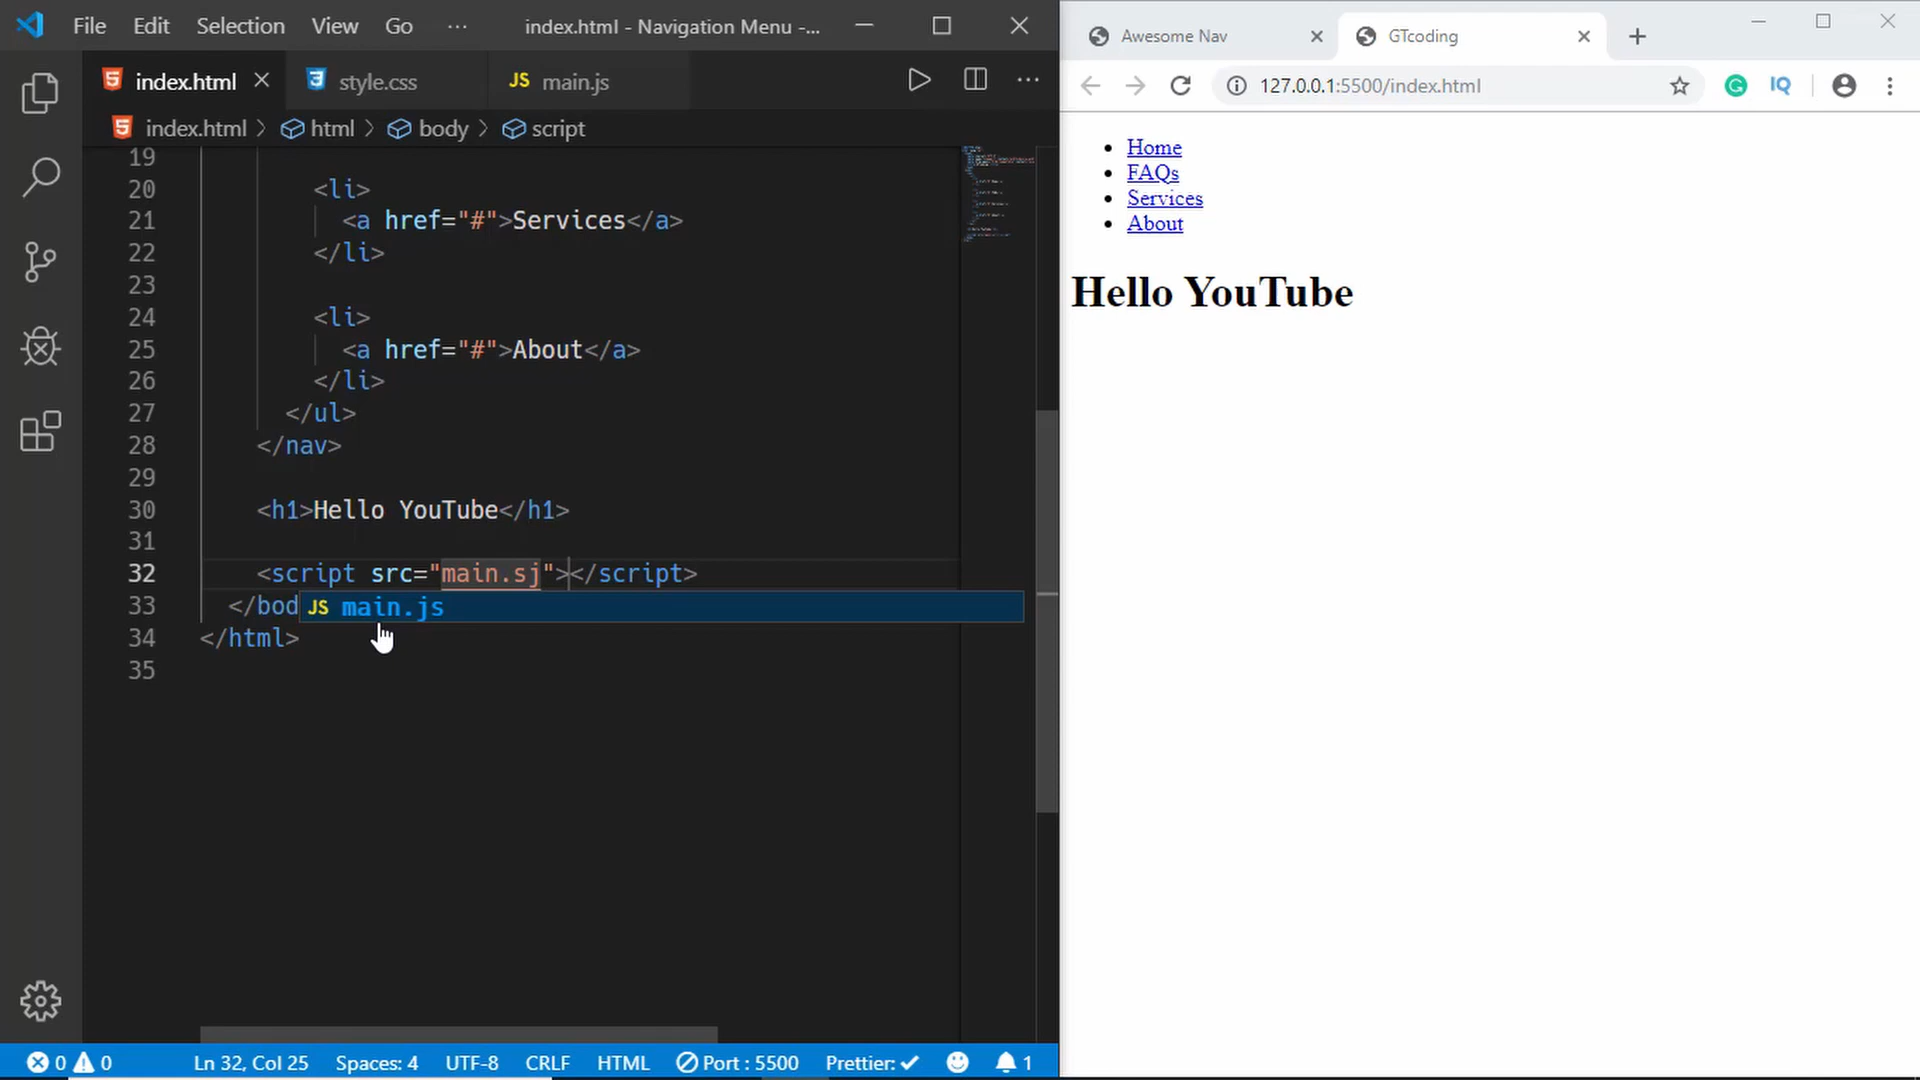 File Edit Selection View Go ··· index.html - Navigation Menu -...
index.html style.css JS main.js
index.html > html > body > script
19
20 <li>
21 <a href="#">Services</a>
22 </li>
23
24 <li>
25 <a href="#">About</a>
26 </li>
27 </ul>
28 </nav>
29
30 <h1>Hello YouTube</h1>
31
32 <script src="main.sj"></script>
33 </bod
JS main.js
34 </html>
35
0 0 Ln 32, Col 25 Spaces: 4 UTF-8 CRLF HTML Port : 5500 Prettier: ✓ 1
Awesome Nav GTcoding
127.0.0.1:5500/index.html IQ
• Home
• FAQs
• Services
• About
Hello YouTube